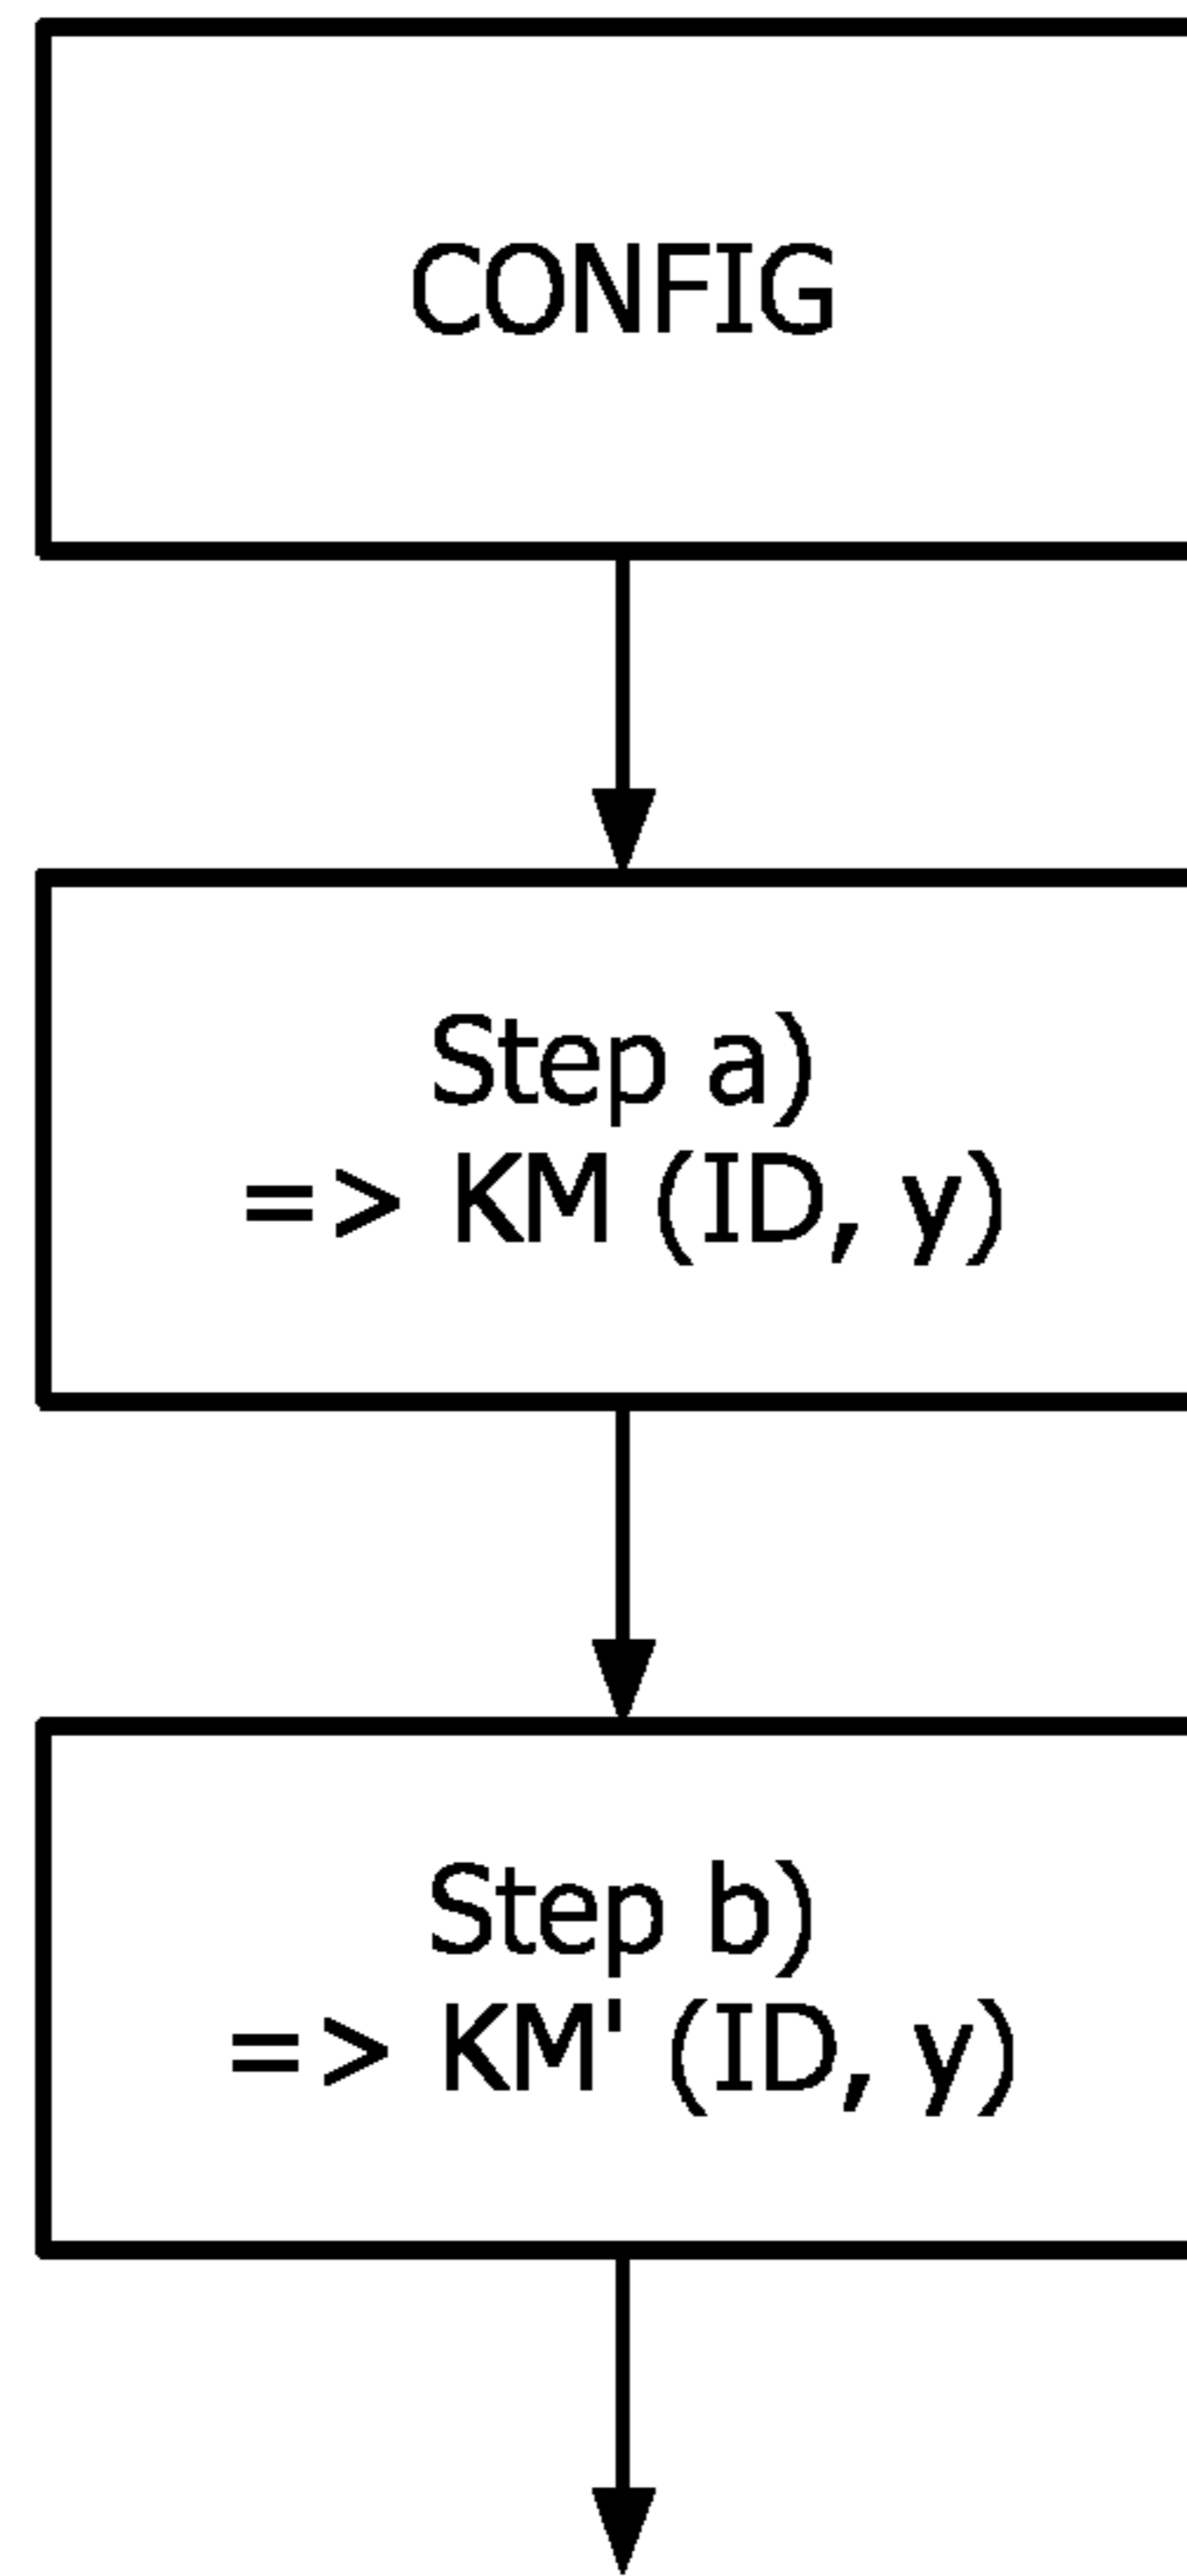 CONFIG
Step a)
=> KM (ID, y)
Step b)
=> KM' (ID, y)